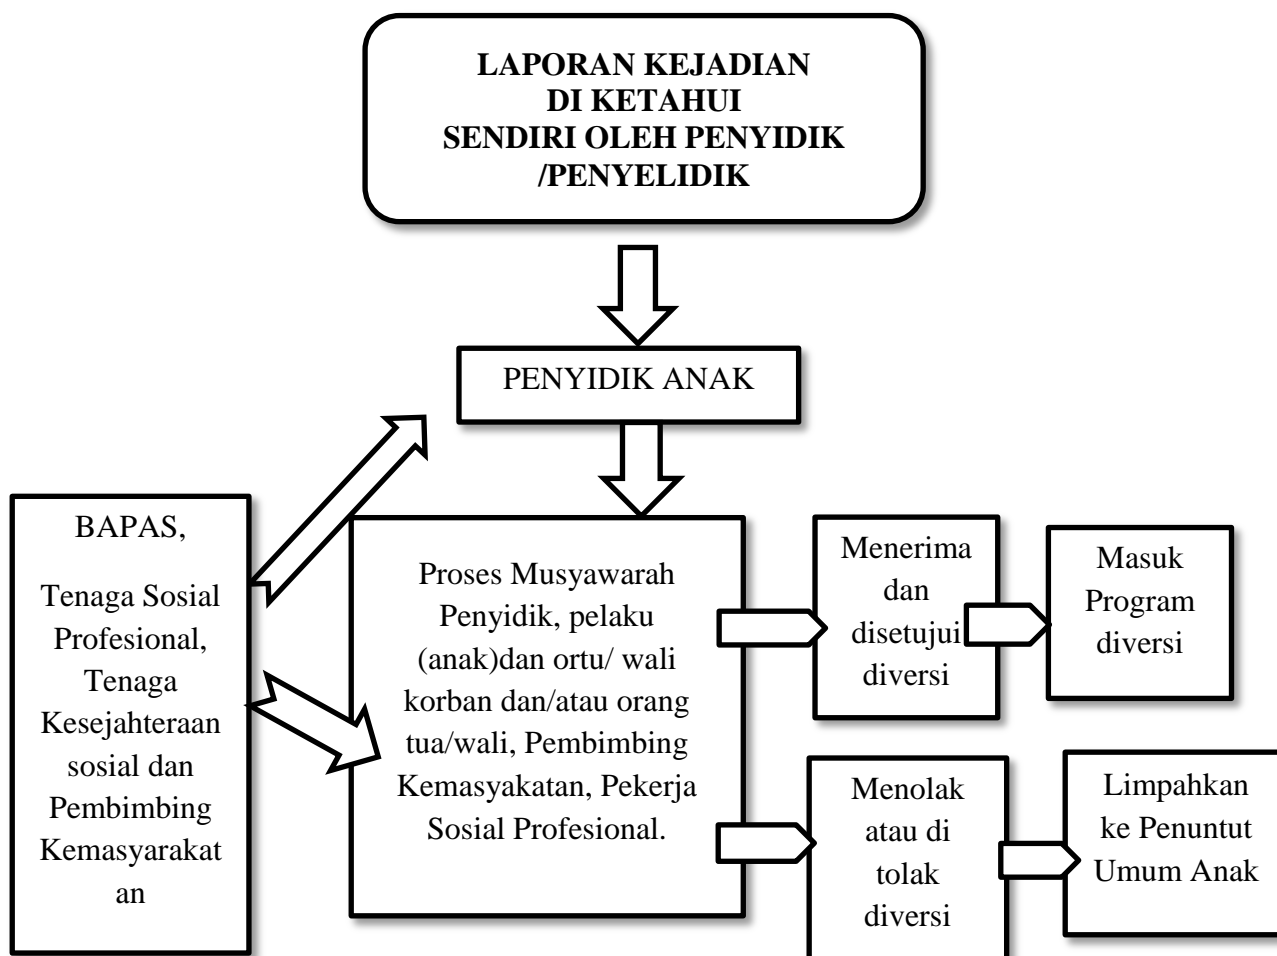 LAPORAN KEJADIAN
DI KETAHUI
SENDIRI OLEH PENYIDIK
/PENYELIDIK
PENYIDIK ANAK
BAPAS,
Tenaga Sosial
Profesional,
Tenaga
Kesejahteraan
sosial dan
Pembimbing
Kemasyarakat
an
Proses Musyawarah
Penyidik, pelaku
(anak)dan ortu/ wali
korban dan/atau orang
tua/wali, Pembimbing
Kemasyakatan, Pekerja
Sosial Profesional.
Menerima
dan
disetujui
diversi
Masuk
Program
diversi
Menolak
atau di
tolak
diversi
Limpahkan
ke Penuntut
Umum Anak